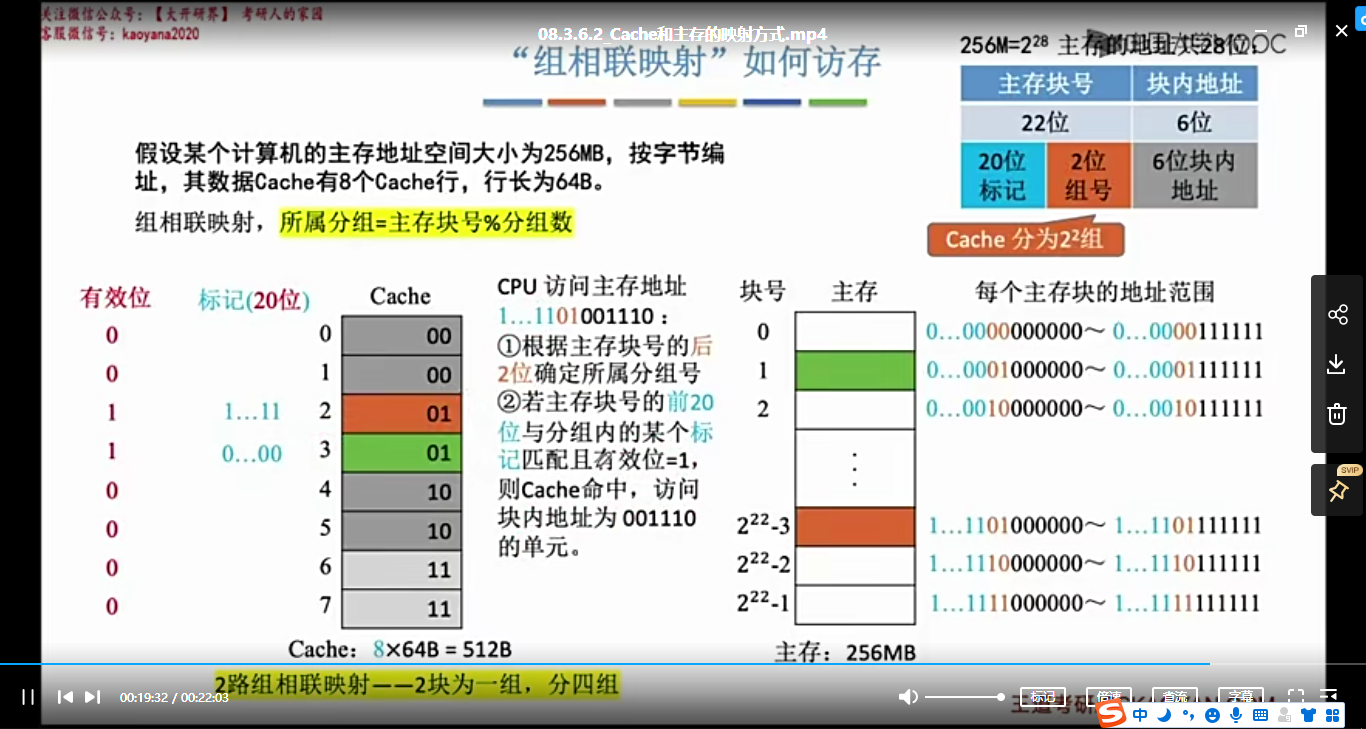 关注微信公众号：【大开研界】 考研人的家园
客服微信号：kaoyana2020
08.3.6.2_Cache和主存的映射方式.mp4
“组相联映射”如何访存
256M=2²⁸ 主存的地址共28位：
主存块号 块内地址
22位 6位
20位标记 2位组号 6位块内地址
Cache 分为2²组
假设某个计算机的主存地址空间大小为256MB，按字节编
址，其数据Cache有8个Cache行，行长为64B。
组相联映射，所属分组=主存块号%分组数
有效位 标记(20位) Cache
0 0 00
0 1 00
1 1…11 2 01
1 0…00 3 01
0 4 10
0 5 10
0 6 11
0 7 11
Cache：8×64B = 512B
2路组相联映射——2块为一组，分四组
CPU 访问主存地址
1…1101001110：
①根据主存块号的后
2位确定所属分组号
②若主存块号的前20
位与分组内的某个标
记匹配且有效位=1，
则Cache命中，访问
块内地址为 001110
的单元。
块号 主存 每个主存块的地址范围
0 0…0000000000～ 0…0000111111
1 0…0001000000～ 0…0001111111
2 0…0010000000～ 0…0010111111
2²²-3 1…1101000000～ 1…1101111111
2²²-2 1…1110000000～ 1…1110111111
2²²-1 1…1111000000～ 1…1111111111
主存：256MB
SVIP
00:19:32 / 00:22:03
标记 倍速 直流 字幕
中